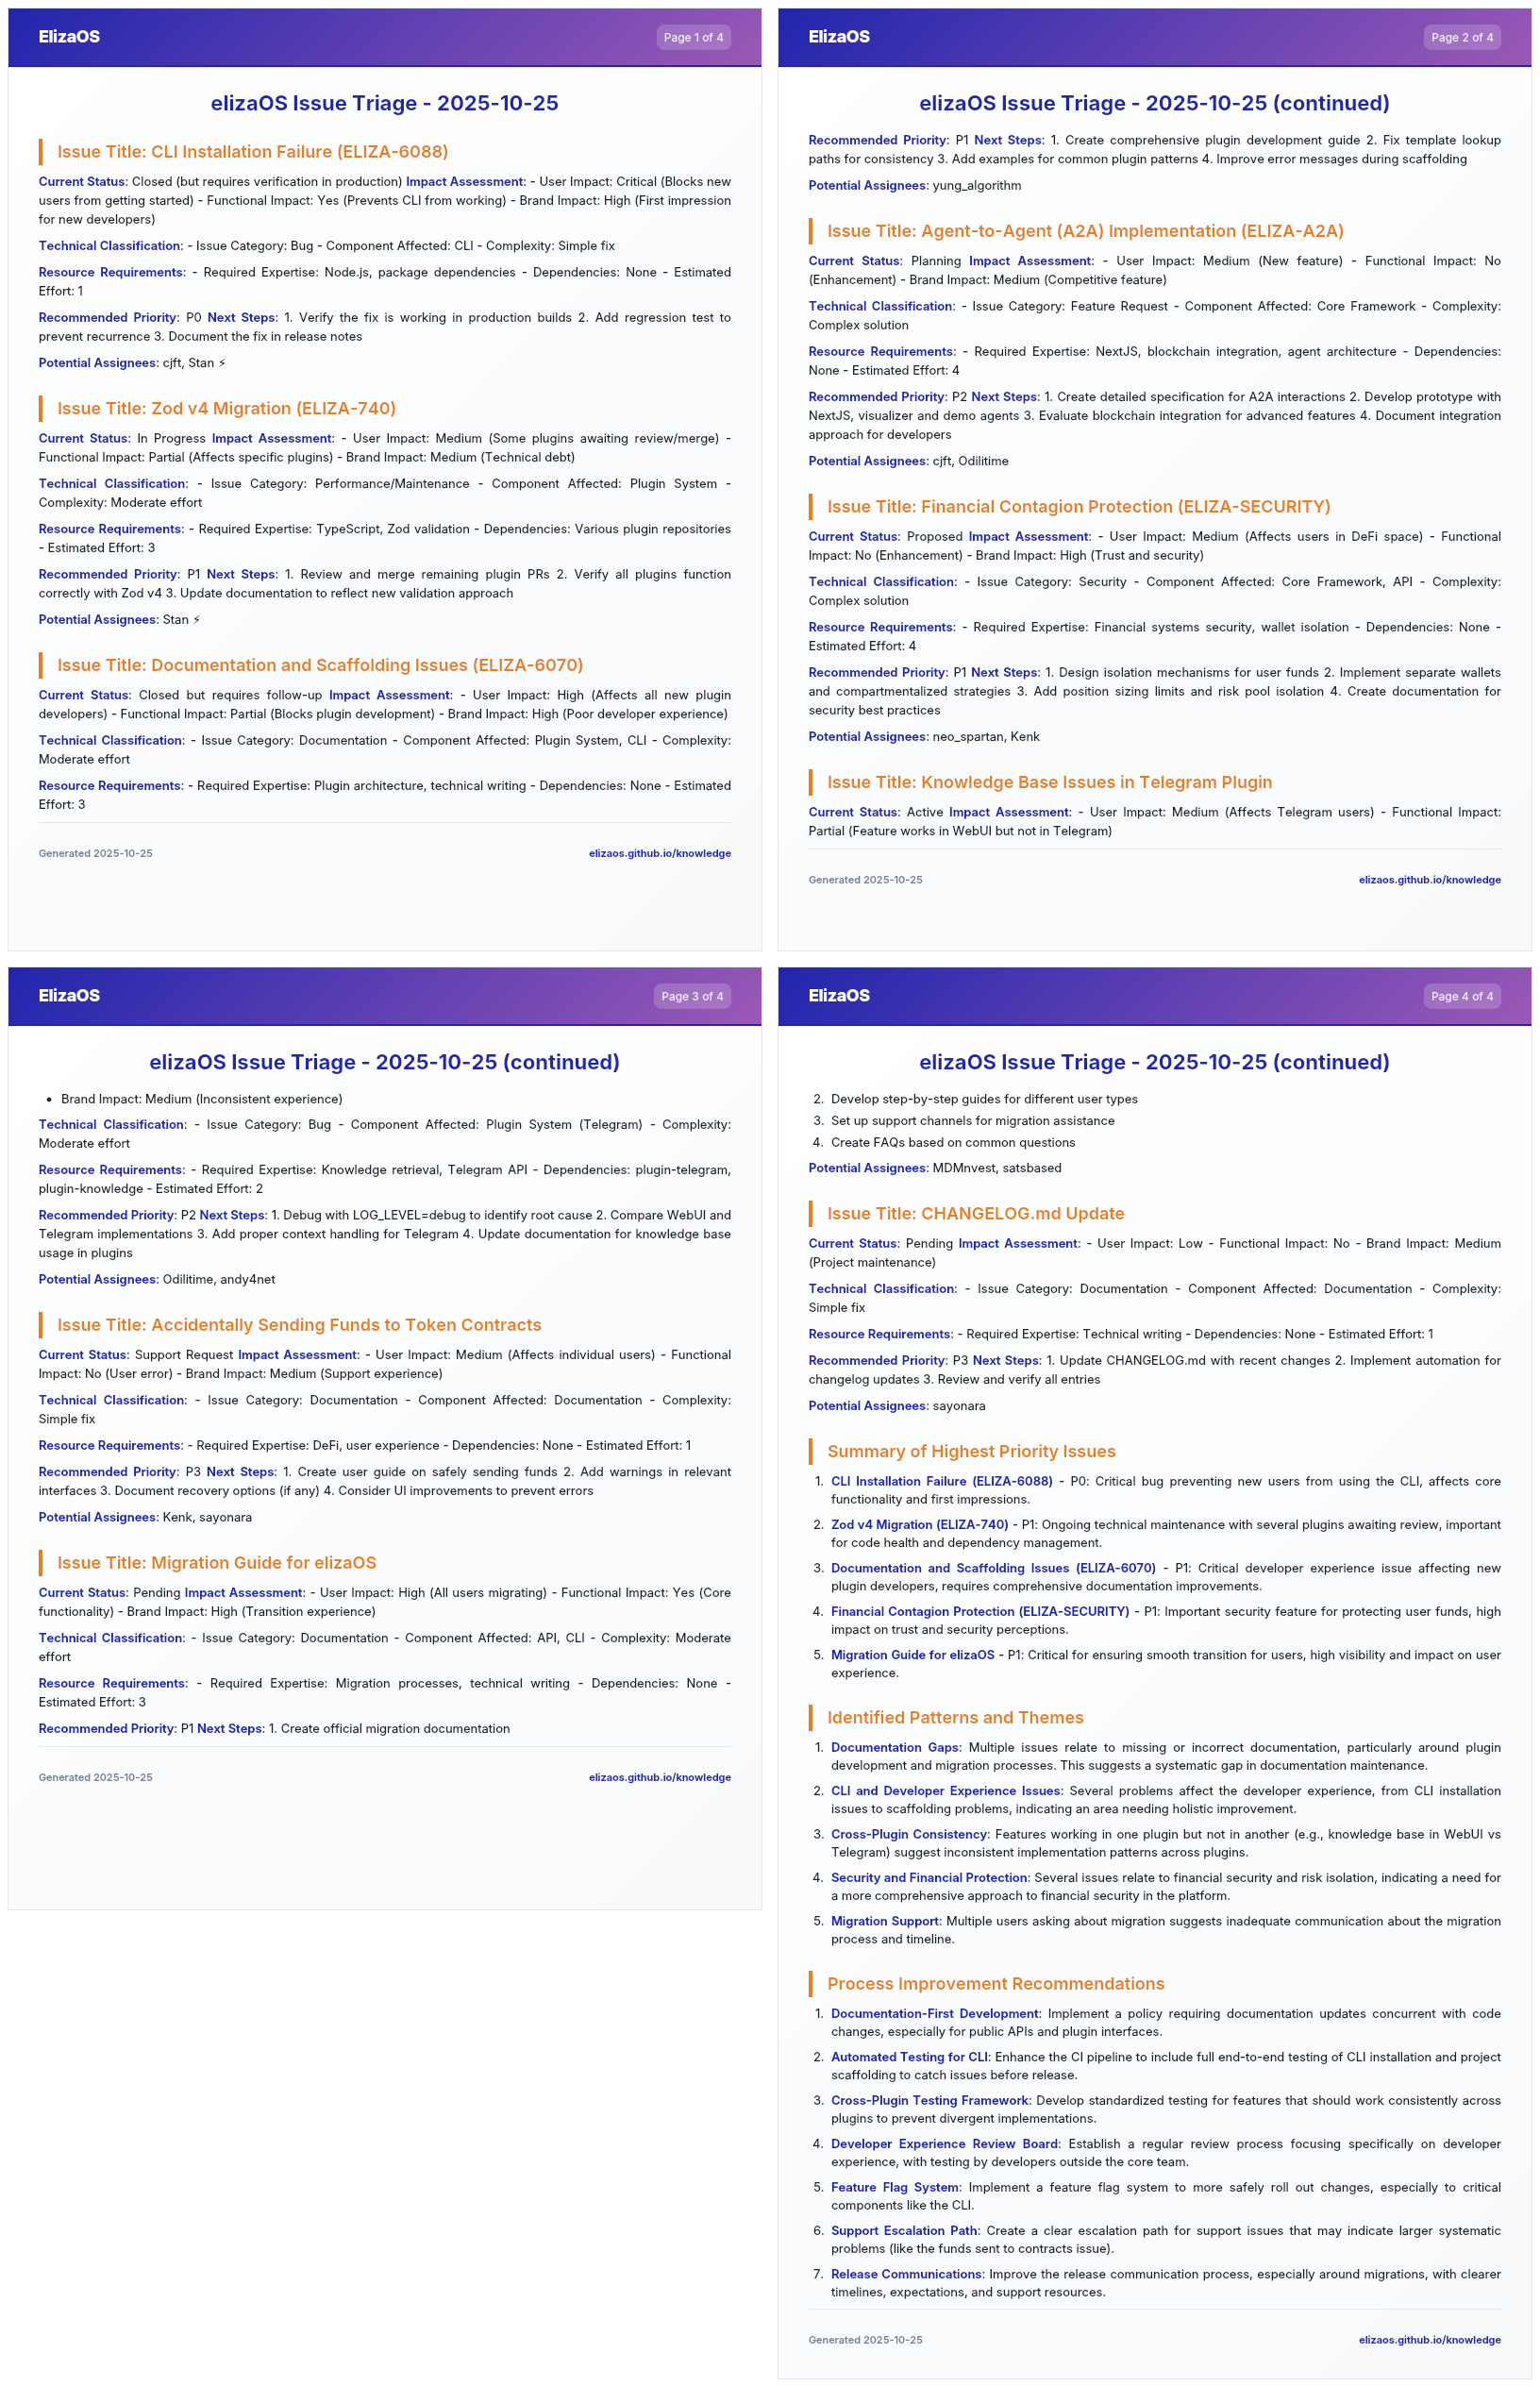 ElizaOS
Page 1 of 4
elizaOS Issue Triage - 2025-10-25
Issue Title: CLI Installation Failure (ELIZA-6088)
Current Status: Closed (but requires verification in production) Impact Assessment: - User Impact: Critical (Blocks new
users from getting started) - Functional Impact: Yes (Prevents CLI from working) - Brand Impact: High (First impression
for new developers)
Technical Classification: - Issue Category: Bug - Component Affected: CLI - Complexity: Simple fix
Resource Requirements: - Required Expertise: Node.js, package dependencies - Dependencies: None - Estimated
Effort: 1
Recommended Priority: P0 Next Steps: 1. Verify the fix is working in production builds 2. Add regression test to
prevent recurrence 3. Document the fix in release notes
Potential Assignees: cjft, Stan ⚡
Issue Title: Zod v4 Migration (ELIZA-740)
Current Status: In Progress Impact Assessment: - User Impact: Medium (Some plugins awaiting review/merge) -
Functional Impact: Partial (Affects specific plugins) - Brand Impact: Medium (Technical debt)
Technical Classification: - Issue Category: Performance/Maintenance - Component Affected: Plugin System -
Complexity: Moderate effort
Resource Requirements: - Required Expertise: TypeScript, Zod validation - Dependencies: Various plugin repositories
- Estimated Effort: 3
Recommended Priority: P1 Next Steps: 1. Review and merge remaining plugin PRs 2. Verify all plugins function
correctly with Zod v4 3. Update documentation to reflect new validation approach
Potential Assignees: Stan ⚡
Issue Title: Documentation and Scaffolding Issues (ELIZA-6070)
Current Status: Closed but requires follow-up Impact Assessment: - User Impact: High (Affects all new plugin
developers) - Functional Impact: Partial (Blocks plugin development) - Brand Impact: High (Poor developer experience)
Technical Classification: - Issue Category: Documentation - Component Affected: Plugin System, CLI - Complexity:
Moderate effort
Resource Requirements: - Required Expertise: Plugin architecture, technical writing - Dependencies: None - Estimated
Effort: 3
Generated 2025-10-25
elizaos.github.io/knowledge
ElizaOS
Page 2 of 4
elizaOS Issue Triage - 2025-10-25 (continued)
Recommended Priority: P1 Next Steps: 1. Create comprehensive plugin development guide 2. Fix template lookup
paths for consistency 3. Add examples for common plugin patterns 4. Improve error messages during scaffolding
Potential Assignees: yung_algorithm
Issue Title: Agent-to-Agent (A2A) Implementation (ELIZA-A2A)
Current Status: Planning Impact Assessment: - User Impact: Medium (New feature) - Functional Impact: No
(Enhancement) - Brand Impact: Medium (Competitive feature)
Technical Classification: - Issue Category: Feature Request - Component Affected: Core Framework - Complexity:
Complex solution
Resource Requirements: - Required Expertise: NextJS, blockchain integration, agent architecture - Dependencies:
None - Estimated Effort: 4
Recommended Priority: P2 Next Steps: 1. Create detailed specification for A2A interactions 2. Develop prototype with
NextJS, visualizer and demo agents 3. Evaluate blockchain integration for advanced features 4. Document integration
approach for developers
Potential Assignees: cjft, Odilitime
Issue Title: Financial Contagion Protection (ELIZA-SECURITY)
Current Status: Proposed Impact Assessment: - User Impact: Medium (Affects users in DeFi space) - Functional
Impact: No (Enhancement) - Brand Impact: High (Trust and security)
Technical Classification: - Issue Category: Security - Component Affected: Core Framework, API - Complexity:
Complex solution
Resource Requirements: - Required Expertise: Financial systems security, wallet isolation - Dependencies: None -
Estimated Effort: 4
Recommended Priority: P1 Next Steps: 1. Design isolation mechanisms for user funds 2. Implement separate wallets
and compartmentalized strategies 3. Add position sizing limits and risk pool isolation 4. Create documentation for
security best practices
Potential Assignees: neo_spartan, Kenk
Issue Title: Knowledge Base Issues in Telegram Plugin
Current Status: Active Impact Assessment: - User Impact: Medium (Affects Telegram users) - Functional Impact:
Partial (Feature works in WebUI but not in Telegram)
Generated 2025-10-25
elizaos.github.io/knowledge
ElizaOS
Page 3 of 4
elizaOS Issue Triage - 2025-10-25 (continued)
• Brand Impact: Medium (Inconsistent experience)
Technical Classification: - Issue Category: Bug - Component Affected: Plugin System (Telegram) - Complexity:
Moderate effort
Resource Requirements: - Required Expertise: Knowledge retrieval, Telegram API - Dependencies: plugin-telegram,
plugin-knowledge - Estimated Effort: 2
Recommended Priority: P2 Next Steps: 1. Debug with LOG_LEVEL=debug to identify root cause 2. Compare WebUI and
Telegram implementations 3. Add proper context handling for Telegram 4. Update documentation for knowledge base
usage in plugins
Potential Assignees: Odilitime, andy4net
Issue Title: Accidentally Sending Funds to Token Contracts
Current Status: Support Request Impact Assessment: - User Impact: Medium (Affects individual users) - Functional
Impact: No (User error) - Brand Impact: Medium (Support experience)
Technical Classification: - Issue Category: Documentation - Component Affected: Documentation - Complexity:
Simple fix
Resource Requirements: - Required Expertise: DeFi, user experience - Dependencies: None - Estimated Effort: 1
Recommended Priority: P3 Next Steps: 1. Create user guide on safely sending funds 2. Add warnings in relevant
interfaces 3. Document recovery options (if any) 4. Consider UI improvements to prevent errors
Potential Assignees: Kenk, sayonara
Issue Title: Migration Guide for elizaOS
Current Status: Pending Impact Assessment: - User Impact: High (All users migrating) - Functional Impact: Yes (Core
functionality) - Brand Impact: High (Transition experience)
Technical Classification: - Issue Category: Documentation - Component Affected: API, CLI - Complexity: Moderate
effort
Resource Requirements: - Required Expertise: Migration processes, technical writing - Dependencies: None -
Estimated Effort: 3
Recommended Priority: P1 Next Steps: 1. Create official migration documentation
Generated 2025-10-25
elizaos.github.io/knowledge
ElizaOS
Page 4 of 4
elizaOS Issue Triage - 2025-10-25 (continued)
2. Develop step-by-step guides for different user types
3. Set up support channels for migration assistance
4. Create FAQs based on common questions
Potential Assignees: MDMnvest, satsbased
Issue Title: CHANGELOG.md Update
Current Status: Pending Impact Assessment: - User Impact: Low - Functional Impact: No - Brand Impact: Medium
(Project maintenance)
Technical Classification: - Issue Category: Documentation - Component Affected: Documentation - Complexity:
Simple fix
Resource Requirements: - Required Expertise: Technical writing - Dependencies: None - Estimated Effort: 1
Recommended Priority: P3 Next Steps: 1. Update CHANGELOG.md with recent changes 2. Implement automation for
changelog updates 3. Review and verify all entries
Potential Assignees: sayonara
Summary of Highest Priority Issues
1. CLI Installation Failure (ELIZA-6088) - P0: Critical bug preventing new users from using the CLI, affects core
functionality and first impressions.
2. Zod v4 Migration (ELIZA-740) - P1: Ongoing technical maintenance with several plugins awaiting review, important
for code health and dependency management.
3. Documentation and Scaffolding Issues (ELIZA-6070) - P1: Critical developer experience issue affecting new
plugin developers, requires comprehensive documentation improvements.
4. Financial Contagion Protection (ELIZA-SECURITY) - P1: Important security feature for protecting user funds, high
impact on trust and security perceptions.
5. Migration Guide for elizaOS - P1: Critical for ensuring smooth transition for users, high visibility and impact on user
experience.
Identified Patterns and Themes
1. Documentation Gaps: Multiple issues relate to missing or incorrect documentation, particularly around plugin
development and migration processes. This suggests a systematic gap in documentation maintenance.
2. CLI and Developer Experience Issues: Several problems affect the developer experience, from CLI installation
issues to scaffolding problems, indicating an area needing holistic improvement.
3. Cross-Plugin Consistency: Features working in one plugin but not in another (e.g., knowledge base in WebUI vs
Telegram) suggest inconsistent implementation patterns across plugins.
4. Security and Financial Protection: Several issues relate to financial security and risk isolation, indicating a need for
a more comprehensive approach to financial security in the platform.
5. Migration Support: Multiple users asking about migration suggests inadequate communication about the migration
process and timeline.
Process Improvement Recommendations
1. Documentation-First Development: Implement a policy requiring documentation updates concurrent with code
changes, especially for public APIs and plugin interfaces.
2. Automated Testing for CLI: Enhance the CI pipeline to include full end-to-end testing of CLI installation and project
scaffolding to catch issues before release.
3. Cross-Plugin Testing Framework: Develop standardized testing for features that should work consistently across
plugins to prevent divergent implementations.
4. Developer Experience Review Board: Establish a regular review process focusing specifically on developer
experience, with testing by developers outside the core team.
5. Feature Flag System: Implement a feature flag system to more safely roll out changes, especially to critical
components like the CLI.
6. Support Escalation Path: Create a clear escalation path for support issues that may indicate larger systematic
problems (like the funds sent to contracts issue).
7. Release Communications: Improve the release communication process, especially around migrations, with clearer
timelines, expectations, and support resources.
Generated 2025-10-25
elizaos.github.io/knowledge